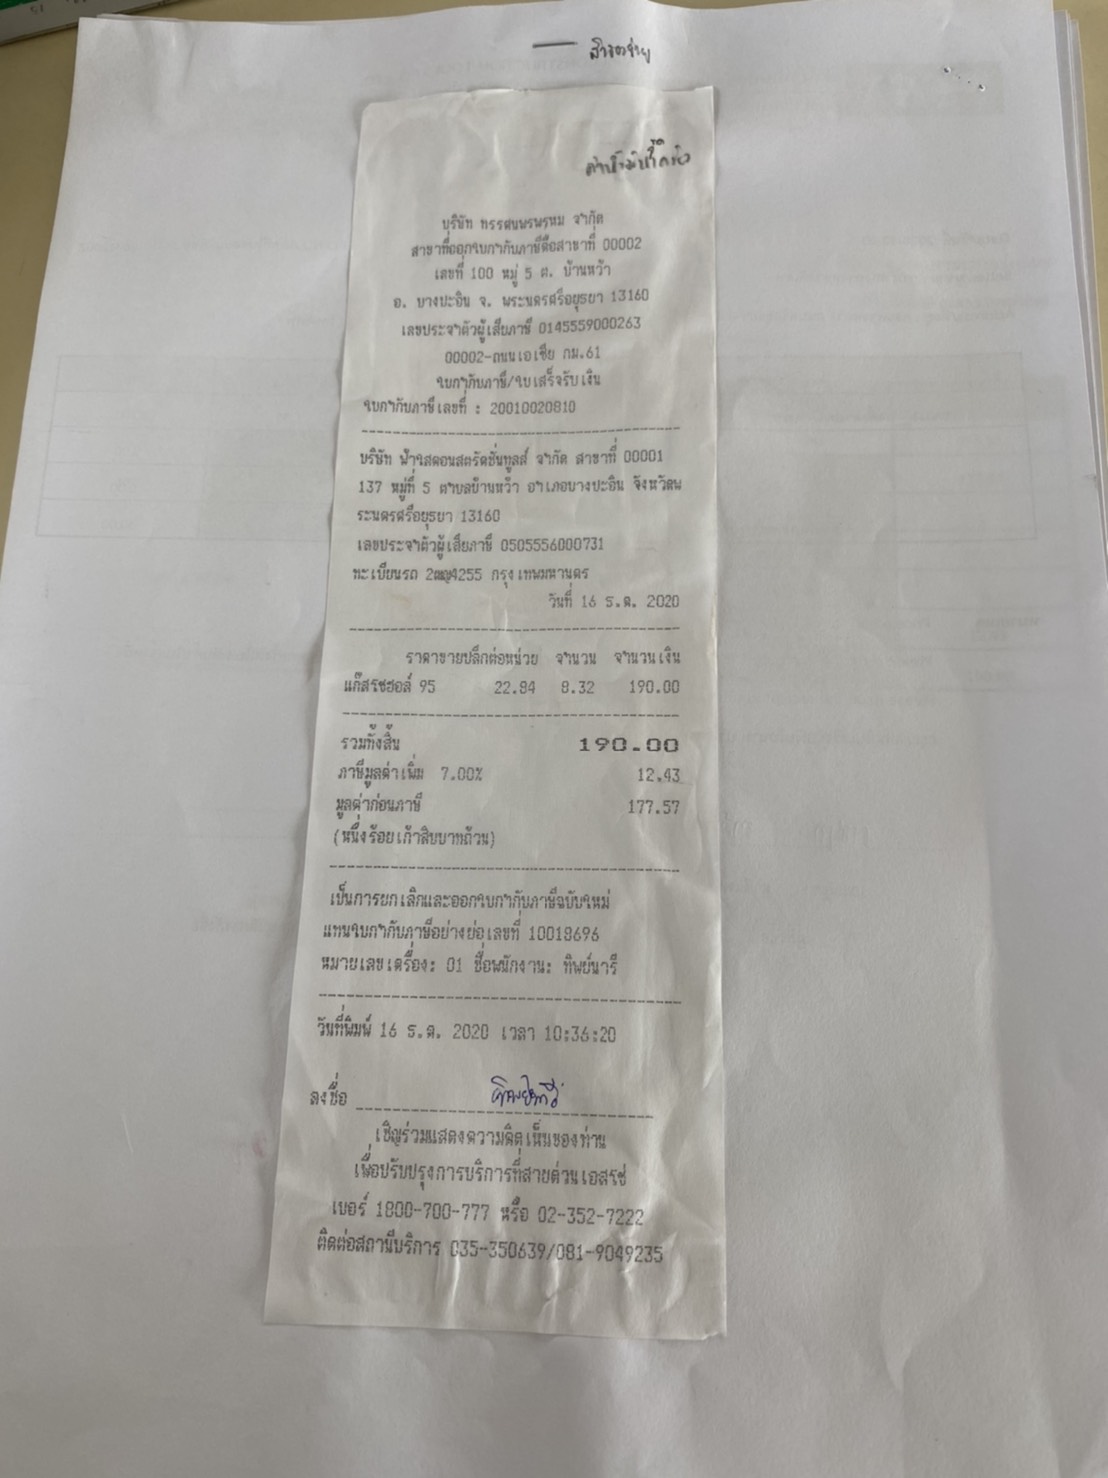 สำรองจ่าย
บริษัท ทรรศนพรพรหม จำกัด
สาขาที่ออกใบกำกับภาษีคือสาขาที่ 00002
เลขที่ 100 หมู่ 5 ต. บ้านหว้า
อ. บางปะอิน จ. พระนครศรีอยุธยา 13160
เลขประจำตัวผู้เสียภาษี 0145559000263
00002-ถนนเอเซีย กม.61
ใบกำกับภาษี/ใบเสร็จรับเงิน
ใบกำกับภาษีเลขที่ : 20010020810
บริษัท ฟ้าใสคอนสตรัคชั่นทูลส์ จำกัด สาขาที่ 00001
137 หมู่ที่ 5 ตำบลบ้านหว้า อำเภอบางปะอิน จังหวัดพ
ระนครศรีอยุธยา 13160
เลขประจำตัวผู้เสียภาษี 0505556000731
ทะเบียนรถ กรุงเทพมหานคร
วันที่ 16 ธ.ค. 2020
ราคาขายปลีกต่อหน่วย จำนวน จำนวนเงิน
แก๊สโซฮอล์ 95 22.84 8.32 190.00
รวมทั้งสิ้น 190.00
ภาษีมูลค่าเพิ่ม 7.00% 12.43
มูลค่าก่อนภาษี 177.57
(หนึ่งร้อยเก้าสิบบาทถ้วน)
เป็นการยกเลิกและออกใบกำกับภาษีฉบับใหม่
แทนใบกำกับภาษีอย่างย่อเลขที่ 10018696
หมายเลขเครื่อง: 01 ชื่อพนักงาน: ทิพย์นารี
วันที่พิมพ์ 16 ธ.ค. 2020 เวลา 10:36:20
ลงชื่อ
เชิญร่วมแสดงความคิดเห็นของท่าน
เพื่อปรับปรุงการบริการที่สายด่วนเอสโซ่
เบอร์ 1800-700-777 หรือ 02-352-7222
ติดต่อสถานีบริการ 035-350639/081-9049235